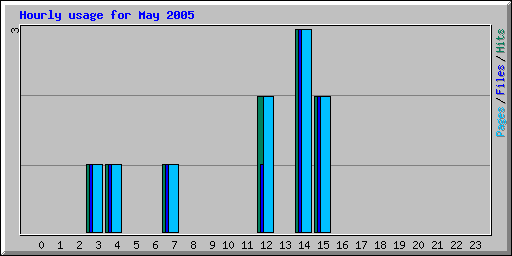 Hourly usage for May 2005
3
Pages / Files / Hits
0 1 2 3 4 5 6 7 8 9 10 11 12 13 14 15 16 17 18 19 20 21 22 23